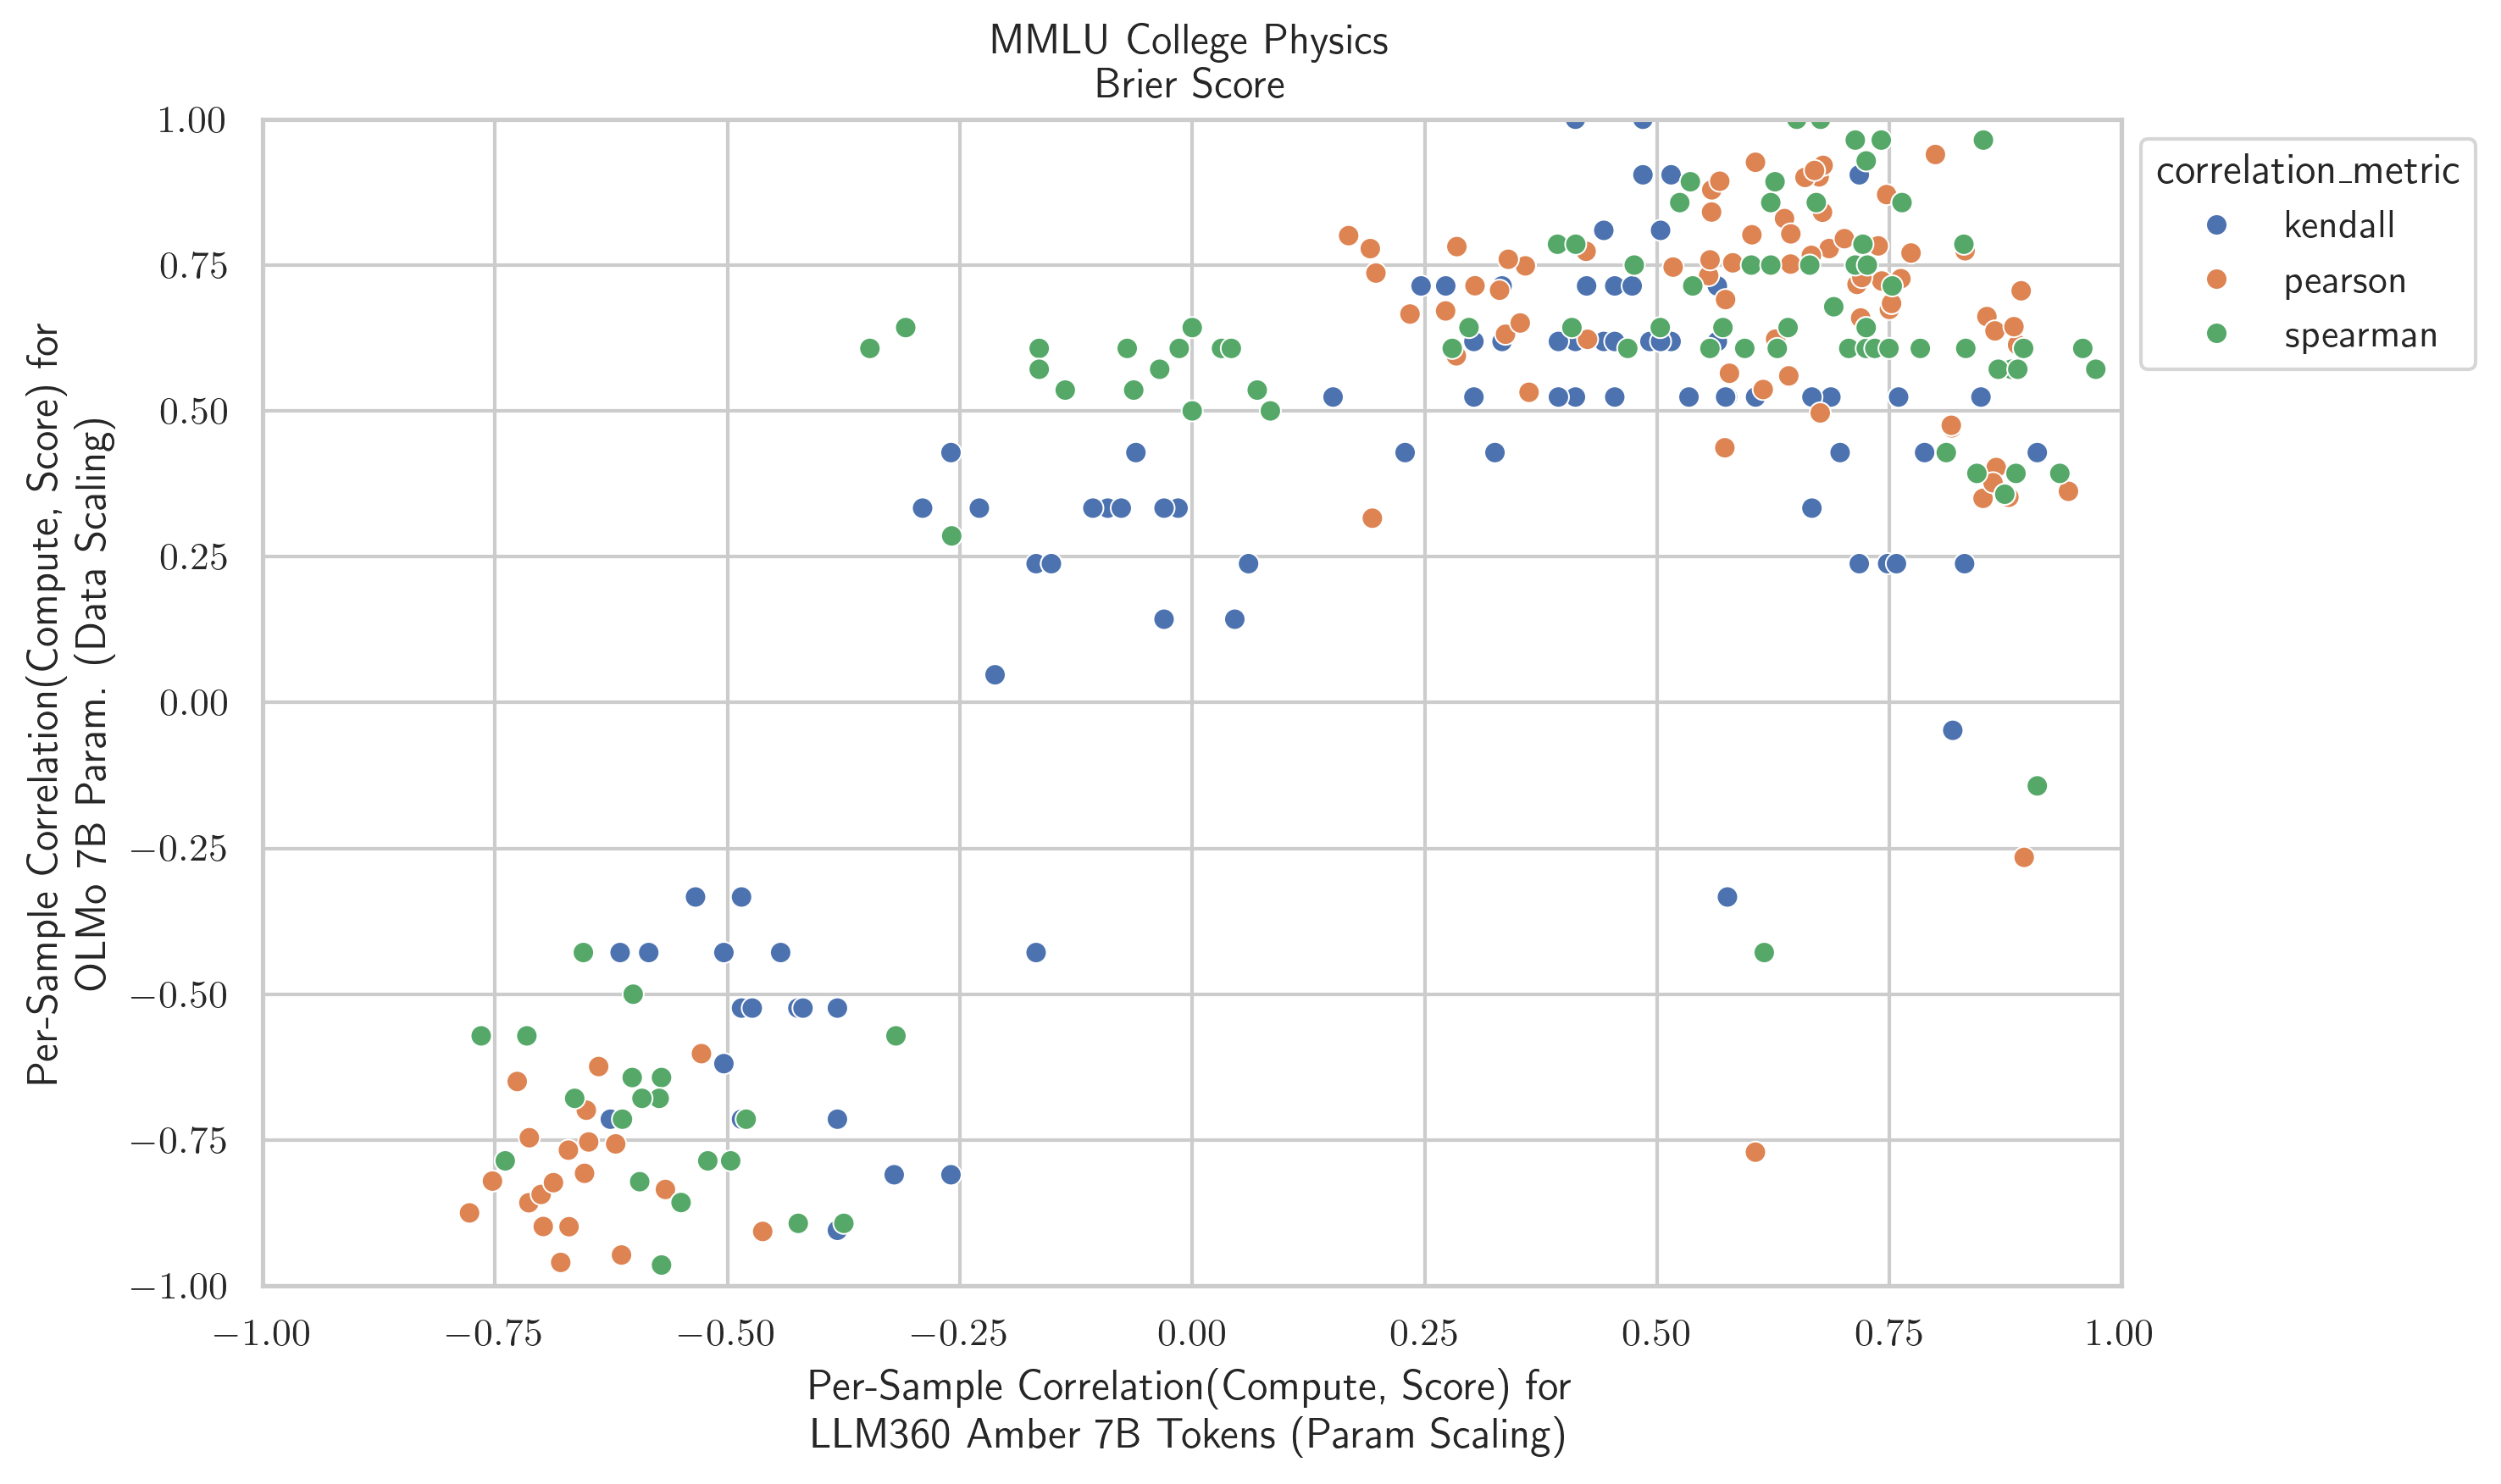 MMLU College Physics
Brier Score
1.00
0.75
0.50
0.25
0.00
−0.25
−0.50
−0.75
−1.00
Per-Sample Correlation(Compute, Score) for
OLMo 7B Param. (Data Scaling)
−1.00 −0.75 −0.50 −0.25 0.00 0.25 0.50 0.75 1.00
Per-Sample Correlation(Compute, Score) for
LLM360 Amber 7B Tokens (Param Scaling)
correlation_metric
kendall
pearson
spearman